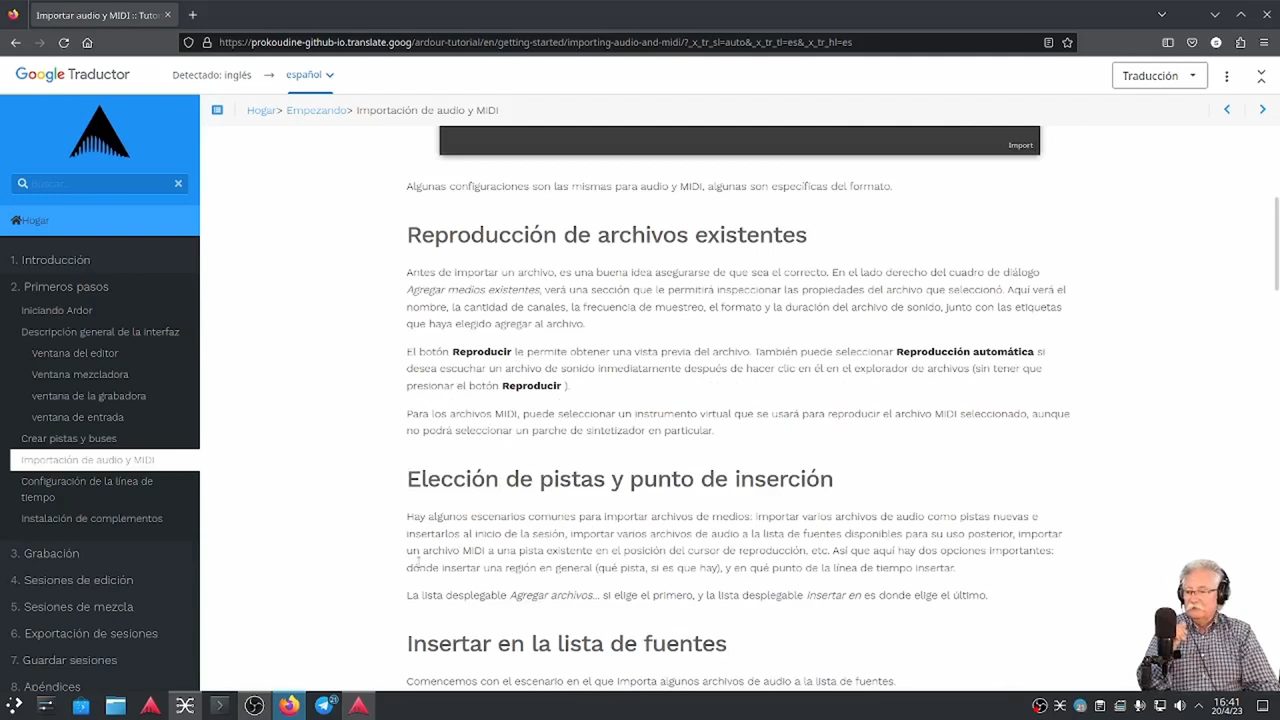 Importar audio y MIDI :: Tuto
https://prokoudine-github-io.translate.goog/ardour-tutorial/en/getting-started/importing-audio-and-midi/?_x_tr_sl=auto&_x_tr_tl=es&_x_tr_hl=es
Google Traductor
Detectado: inglés → español
Traducción
Hogar> Empezando> Importación de audio y MIDI
Buscar...
Hogar
1. Introducción
2. Primeros pasos
Iniciando Ardor
Descripción general de la interfaz
Ventana del editor
Ventana mezcladora
ventana de la grabadora
ventana de entrada
Crear pistas y buses
Importación de audio y MIDI
Configuración de la línea de
tiempo
Instalación de complementos
3. Grabación
4. Sesiones de edición
5. Sesiones de mezcla
6. Exportación de sesiones
7. Guardar sesiones
8. Apéndices
Import
Algunas configuraciones son las mismas para audio y MIDI, algunas son específicas del formato.
Reproducción de archivos existentes
Antes de importar un archivo, es una buena idea asegurarse de que sea el correcto. En el lado derecho del cuadro de diálogo
Agregar medios existentes, verá una sección que le permitirá inspeccionar las propiedades del archivo que seleccionó. Aquí verá el
nombre, la cantidad de canales, la frecuencia de muestreo, el formato y la duración del archivo de sonido, junto con las etiquetas
que haya elegido agregar al archivo.
El botón Reproducir le permite obtener una vista previa del archivo. También puede seleccionar Reproducción automática si
desea escuchar un archivo de sonido inmediatamente después de hacer clic en él en el explorador de archivos (sin tener que
presionar el botón Reproducir ).
Para los archivos MIDI, puede seleccionar un instrumento virtual que se usará para reproducir el archivo MIDI seleccionado, aunque
no podrá seleccionar un parche de sintetizador en particular.
Elección de pistas y punto de inserción
Hay algunos escenarios comunes para importar archivos de medios: importar varios archivos de audio como pistas nuevas e
insertarlos al inicio de la sesión, importar varios archivos de audio a la lista de fuentes disponibles para su uso posterior, importar
un archivo MIDI a una pista existente en el posición del cursor de reproducción, etc. Así que aquí hay dos opciones importantes:
dónde insertar una región en general (qué pista, si es que hay), y en qué punto de la línea de tiempo insertar.
La lista desplegable Agregar archivos... si elige el primero, y la lista desplegable Insertar en es donde elige el último.
Insertar en la lista de fuentes
Comencemos con el escenario en el que importa algunos archivos de audio a la lista de fuentes.
16:41
20/4/23